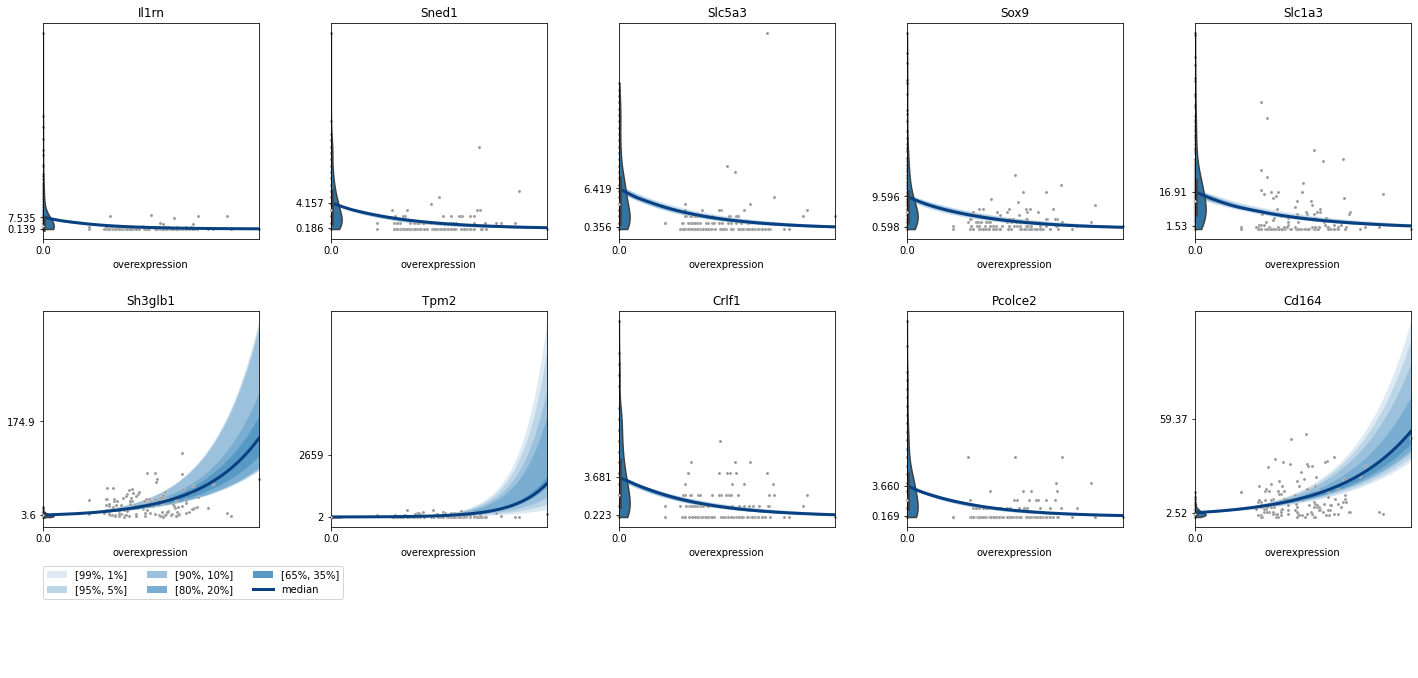 Il1rn
7.535
0.139
0.0
overexpression
Sned1
4.157
0.186
0.0
overexpression
Slc5a3
6.419
0.356
0.0
overexpression
Sox9
9.596
0.598
0.0
overexpression
Slc1a3
16.91
1.53
0.0
overexpression
Sh3glb1
174.9
3.6
0.0
overexpression
Tpm2
2659
2
0.0
overexpression
Crlf1
3.681
0.223
0.0
overexpression
Pcolce2
3.660
0.169
0.0
overexpression
Cd164
59.37
2.52
0.0
overexpression
[99%, 1%]
[95%, 5%]
[90%, 10%]
[80%, 20%]
[65%, 35%]
median